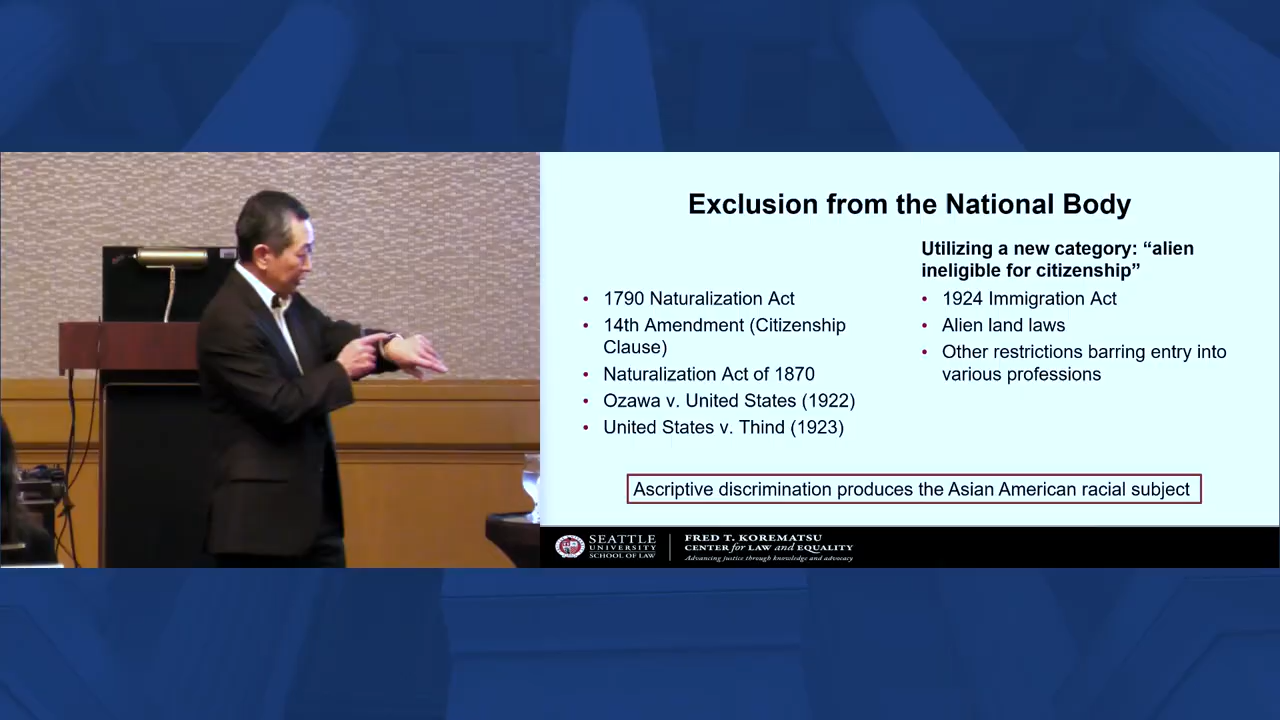 Exclusion from the National Body
• 1790 Naturalization Act
• 14th Amendment (Citizenship
Clause)
• Naturalization Act of 1870
• Ozawa v. United States (1922)
• United States v. Thind (1923)
Utilizing a new category: “alien
ineligible for citizenship”
• 1924 Immigration Act
• Alien land laws
• Other restrictions barring entry into
various professions
Ascriptive discrimination produces the Asian American racial subject
SEATTLE
UNIVERSITY
SCHOOL OF LAW
FRED T. KOREMATSU
CENTER for LAW and EQUALITY
Advancing justice through knowledge and advocacy